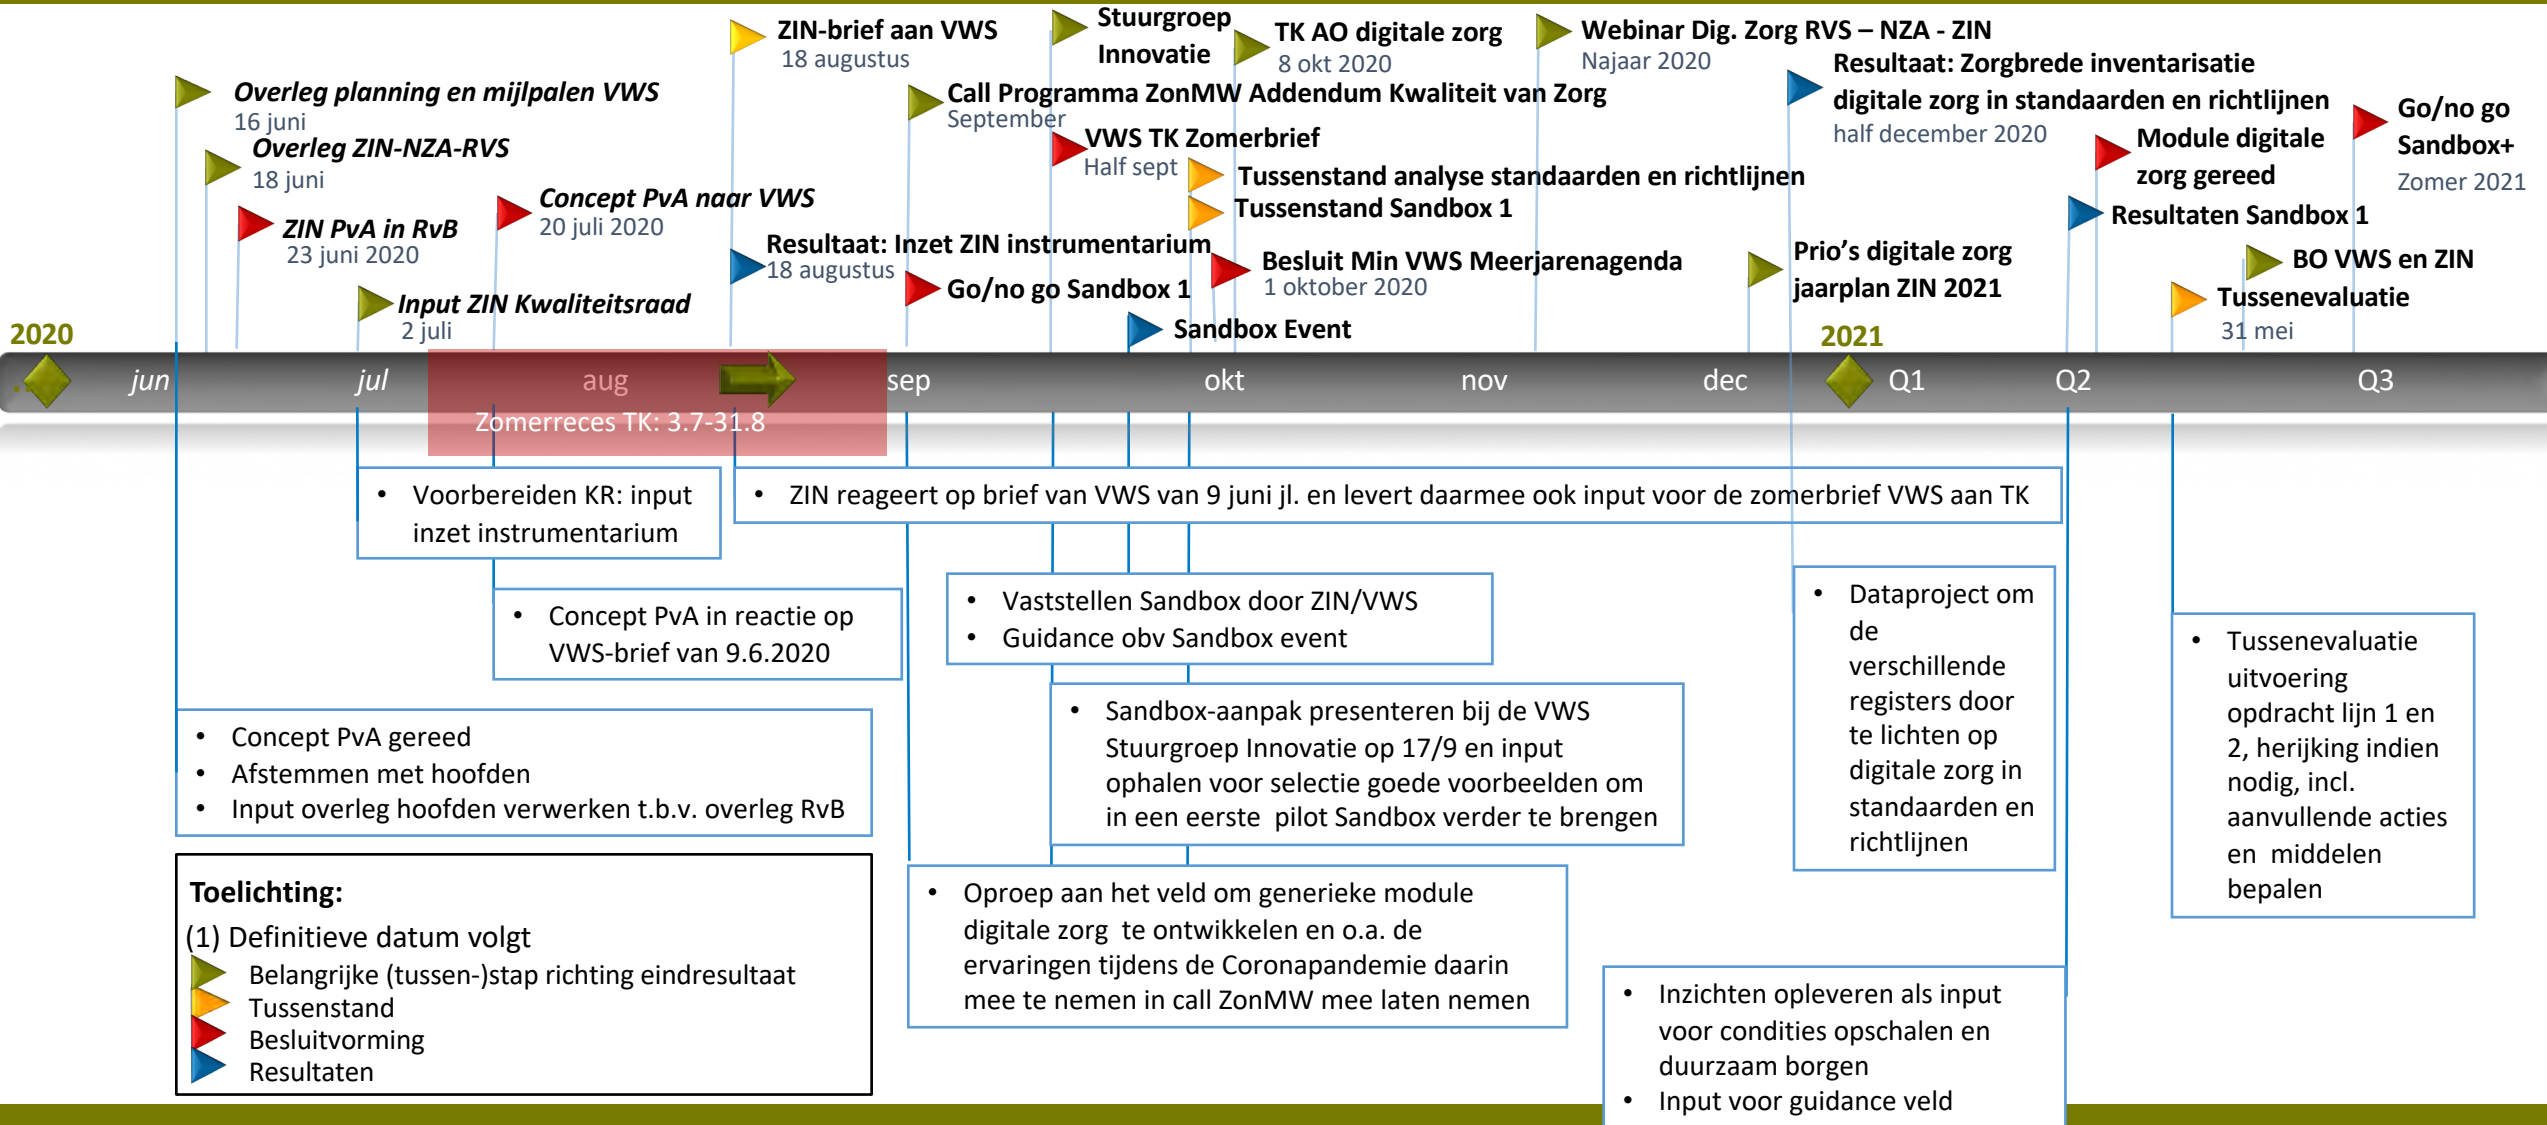 ZIN-brief aan VWS
18 augustus
Stuurgroep
Innovatie
TK AO digitale zorg
8 okt 2020
Webinar Dig. Zorg RVS – NZA - ZIN
Najaar 2020
Resultaat: Zorgbrede inventarisatie
digitale zorg in standaarden en richtlijnen
half december 2020
Overleg planning en mijlpalen VWS
16 juni
Call Programma ZonMW Addendum Kwaliteit van Zorg
September
Go/no go
Sandbox+
Zomer 2021
Overleg ZIN-NZA-RVS
18 juni
VWS TK Zomerbrief
Half sept
Module digitale
zorg gereed
Tussenstand analyse standaarden en richtlijnen
Tussenstand Sandbox 1
Concept PvA naar VWS
20 juli 2020
ZIN PvA in RvB
23 juni 2020
Resultaten Sandbox 1
Resultaat: Inzet ZIN instrumentarium
18 augustus
Besluit Min VWS Meerjarenagenda
1 oktober 2020
Prio’s digitale zorg
jaarplan ZIN 2021
BO VWS en ZIN
Go/no go Sandbox 1
Input ZIN Kwaliteitsraad
2 juli
Tussenevaluatie
31 mei
Sandbox Event
2020
2021
jun
jul
aug
sep
okt
nov
dec
Q1
Q2
Q3
Zomerreces TK: 3.7-31.8
• Voorbereiden KR: input
inzet instrumentarium
• ZIN reageert op brief van VWS van 9 juni jl. en levert daarmee ook input voor de zomerbrief VWS aan TK
• Concept PvA in reactie op
VWS-brief van 9.6.2020
• Vaststellen Sandbox door ZIN/VWS
• Guidance obv Sandbox event
• Dataproject om
de
verschillende
registers door
te lichten op
digitale zorg in
standaarden en
richtlijnen
• Tussenevaluatie
uitvoering
opdracht lijn 1 en
2, herijking indien
nodig, incl.
aanvullende acties
en  middelen
bepalen
• Concept PvA gereed
• Afstemmen met hoofden
• Input overleg hoofden verwerken t.b.v. overleg RvB
• Sandbox-aanpak presenteren bij de VWS
Stuurgroep Innovatie op 17/9 en input
ophalen voor selectie goede voorbeelden om
in een eerste  pilot Sandbox verder te brengen
• Oproep aan het veld om generieke module
digitale zorg  te ontwikkelen en o.a. de
ervaringen tijdens de Coronapandemie daarin
mee te nemen in call ZonMW mee laten nemen
• Inzichten opleveren als input
voor condities opschalen en
duurzaam borgen
• Input voor guidance veld
Toelichting:
(1) Definitieve datum volgt
Belangrijke (tussen-)stap richting eindresultaat
Tussenstand
Besluitvorming
Resultaten